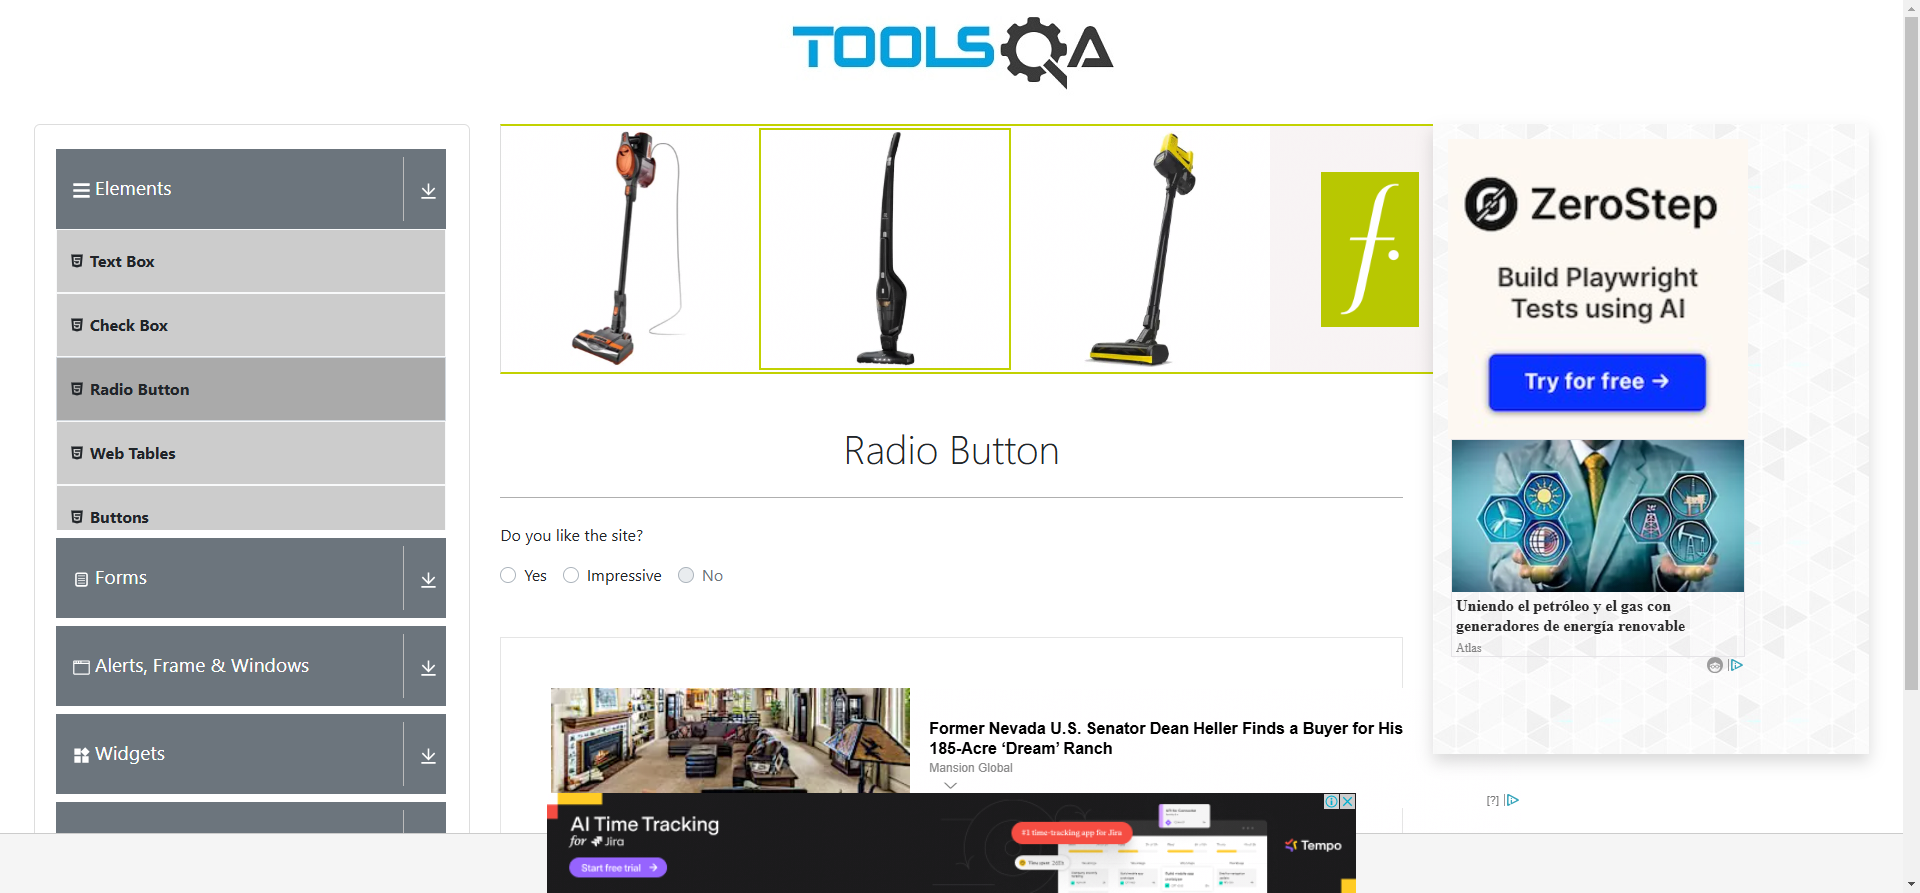 TOOLSQA
Elements
Text Box
Check Box
Radio Button
Web Tables
Buttons
Forms
Alerts, Frame & Windows
Widgets
f.
Radio Button
Do you like the site?
Yes
Impressive
No
Former Nevada U.S. Senator Dean Heller Finds a Buyer for His
185-Acre ‘Dream’ Ranch
Mansion Global
ZeroStep
Build Playwright
Tests using AI
Try for free →
Uniendo el petróleo y el gas con
generadores de energía renovable
Atlas
[?]
AI Time Tracking
for Jira
Start free trial →
#1 time-tracking app for Jira
Tempo